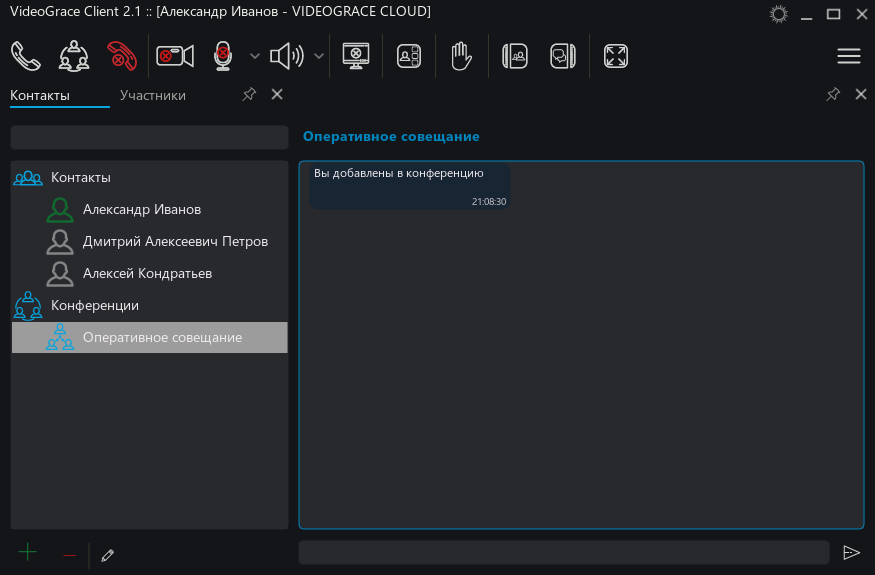 VideoGrace Client 2.1 :: [Александр Иванов - VIDEOGRACE CLOUD]
Контакты
Участники
Контакты
Александр Иванов
Дмитрий Алексеевич Петров
Алексей Кондратьев
Конференции
Оперативное совещание
Оперативное совещание
Вы добавлены в конференцию
21:08:30